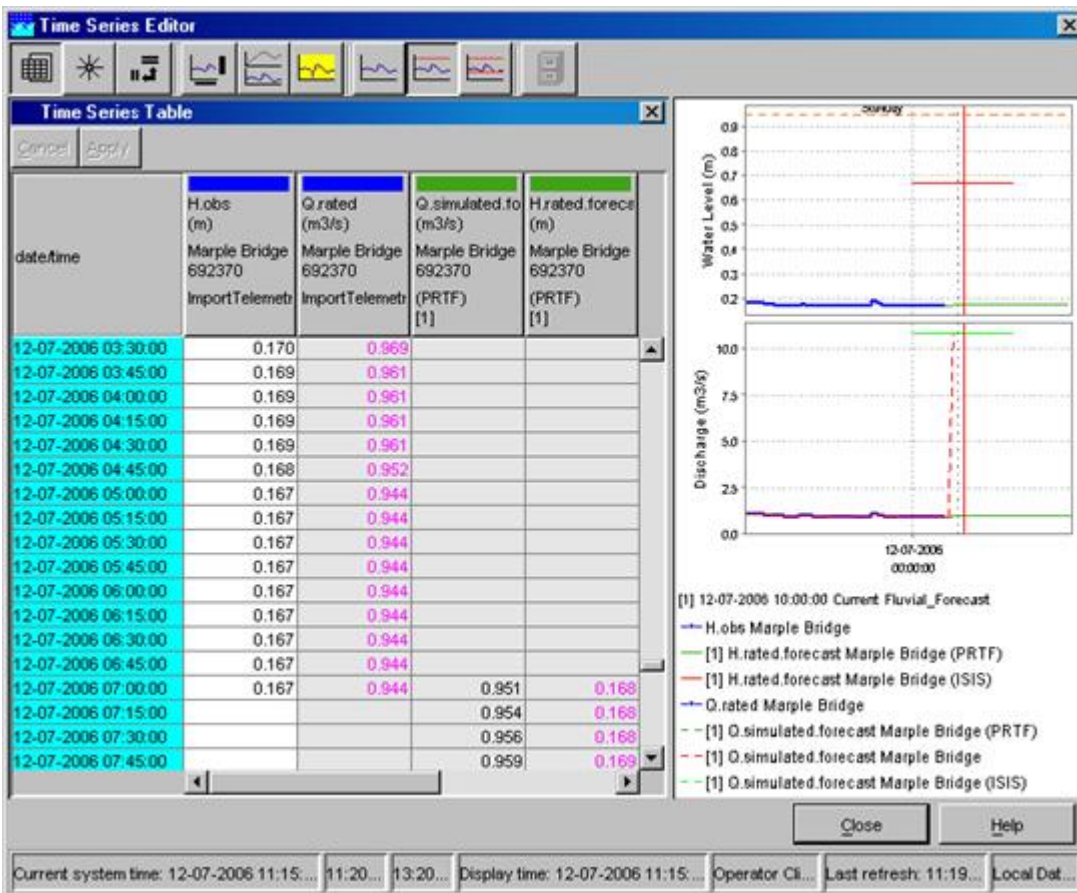 Time Series Editor
Time Series Table
Cancel Apply
date/time
H.obs
(m)
Marple Bridge
692370
ImportTelemetr
Q.rated
(m3/s)
Marple Bridge
692370
ImportTelemetr
Q.simulated.fo
(m3/s)
Marple Bridge
692370
(PRTF)
[1]
H.rated.forece
(m)
Marple Bridge
692370
(PRTF)
[1]
12-07-2006 03:30:00 0.170 0.969
12-07-2006 03:45:00 0.169 0.961
12-07-2006 04:00:00 0.169 0.961
12-07-2006 04:15:00 0.169 0.961
12-07-2006 04:30:00 0.169 0.961
12-07-2006 04:45:00 0.168 0.952
12-07-2006 05:00:00 0.167 0.944
12-07-2006 05:15:00 0.167 0.944
12-07-2006 05:30:00 0.167 0.944
12-07-2006 05:45:00 0.167 0.944
12-07-2006 06:00:00 0.167 0.944
12-07-2006 06:15:00 0.167 0.944
12-07-2006 06:30:00 0.167 0.944
12-07-2006 06:45:00 0.167 0.944
12-07-2006 07:00:00 0.167 0.944 0.951 0.168
12-07-2006 07:15:00 0.954 0.168
12-07-2006 07:30:00 0.956 0.168
12-07-2006 07:45:00 0.959 0.169
Water Level (m)
0.9
0.8
0.7
0.6
0.5
0.4
0.3
0.2
Discharge (m3/s)
10.0
7.5
5.0
2.5
0.0
12-07-2006
00:00:00
[1] 12-07-2006 10:00:00 Current Fluvial_Forecast
H.obs Marple Bridge
[1] H.rated.forecast Marple Bridge (PRTF)
[1] H.rated.forecast Marple Bridge (ISIS)
Q.rated Marple Bridge
[1] Q.simulated.forecast Marple Bridge (PRTF)
[1] Q.simulated.forecast Marple Bridge
[1] Q.simulated.forecast Marple Bridge (ISIS)
Close Help
Current system time: 12-07-2006 11:15:... 11:20... 13:20... Display time: 12-07-2006 11:15:... Operator Cli... Last refresh: 11:19... Local Dat...